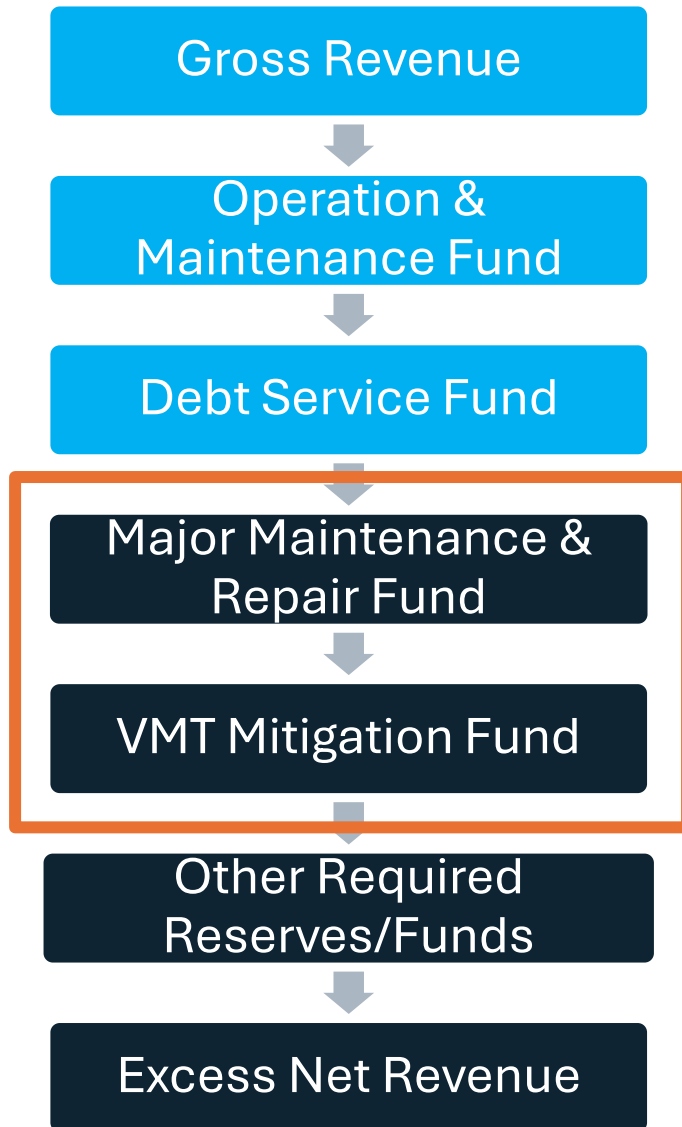 Gross Revenue
Operation &
Maintenance Fund
Debt Service Fund
Major Maintenance &
Repair Fund
VMT Mitigation Fund
Other Required
Reserves/Funds
Excess Net Revenue